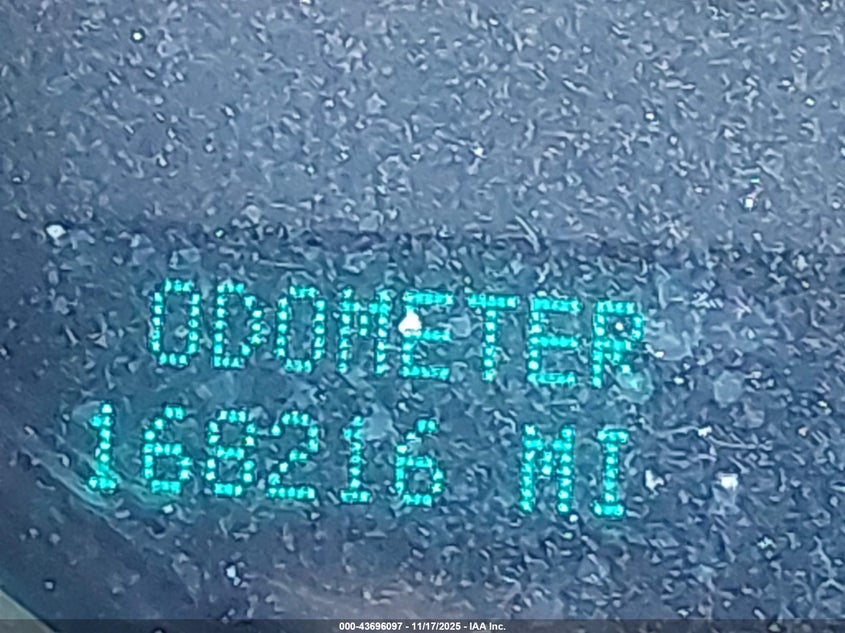 ODOMETER
168216 MI
000-43696097 - 11/17/2025 - IAA Inc.